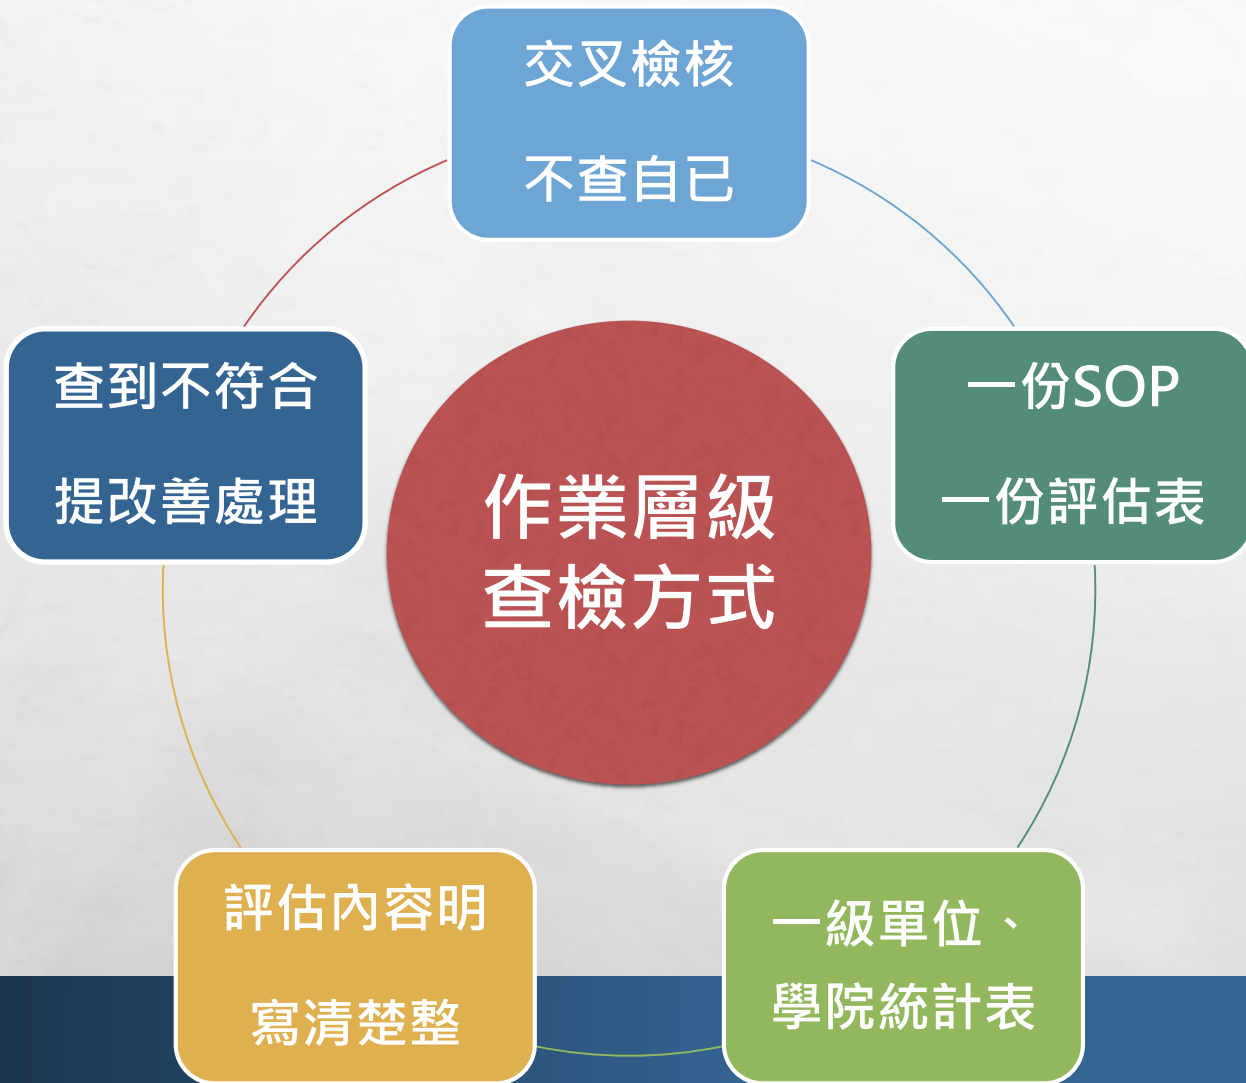 交叉檢核
不查自已
一份SOP
一份評估表
一級單位、
學院統計表
評估內容明
寫清楚整
查到不符合
提改善處理
作業層級
查檢方式